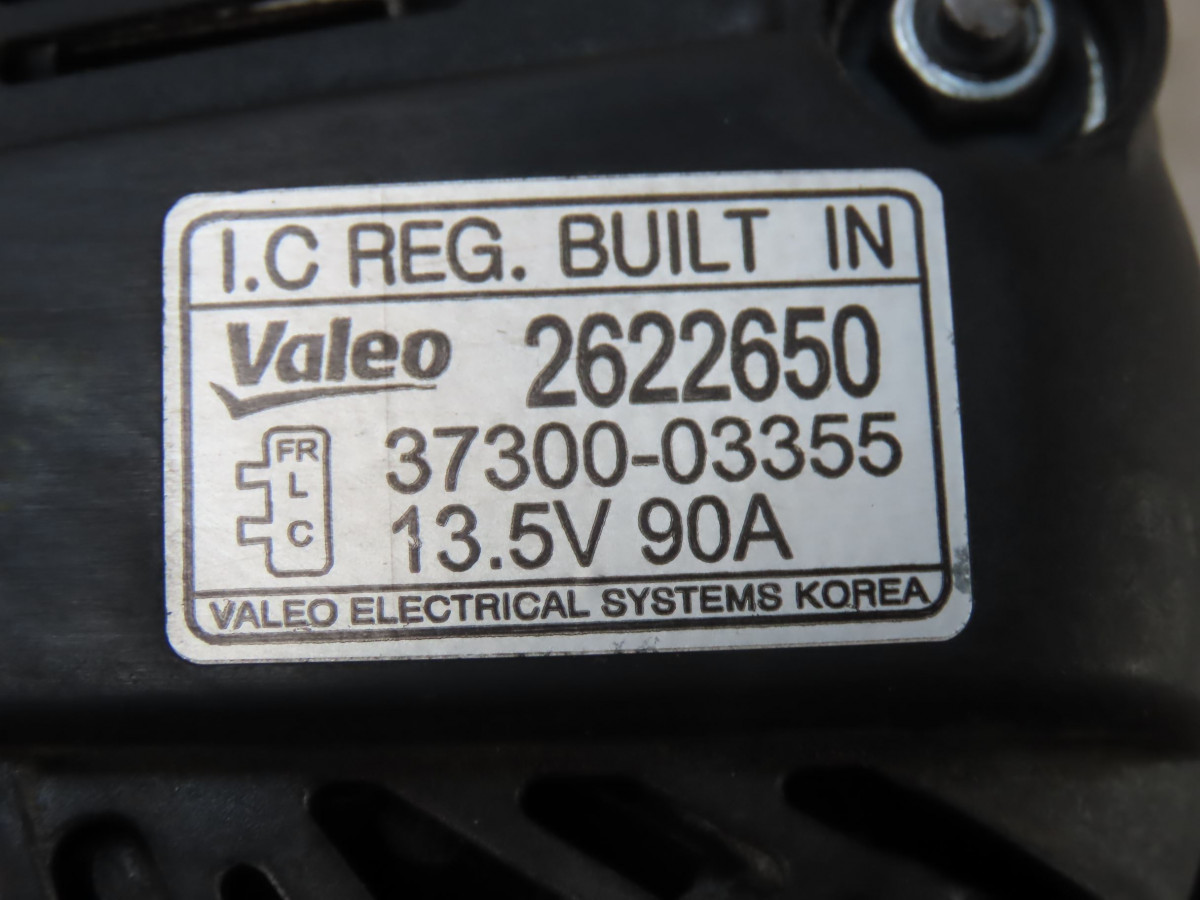 I.C REG. BUILT IN
Valeo 2622650
FR
L
C
37300-03355
13.5V 90A
VALEO ELECTRICAL SYSTEMS KOREA